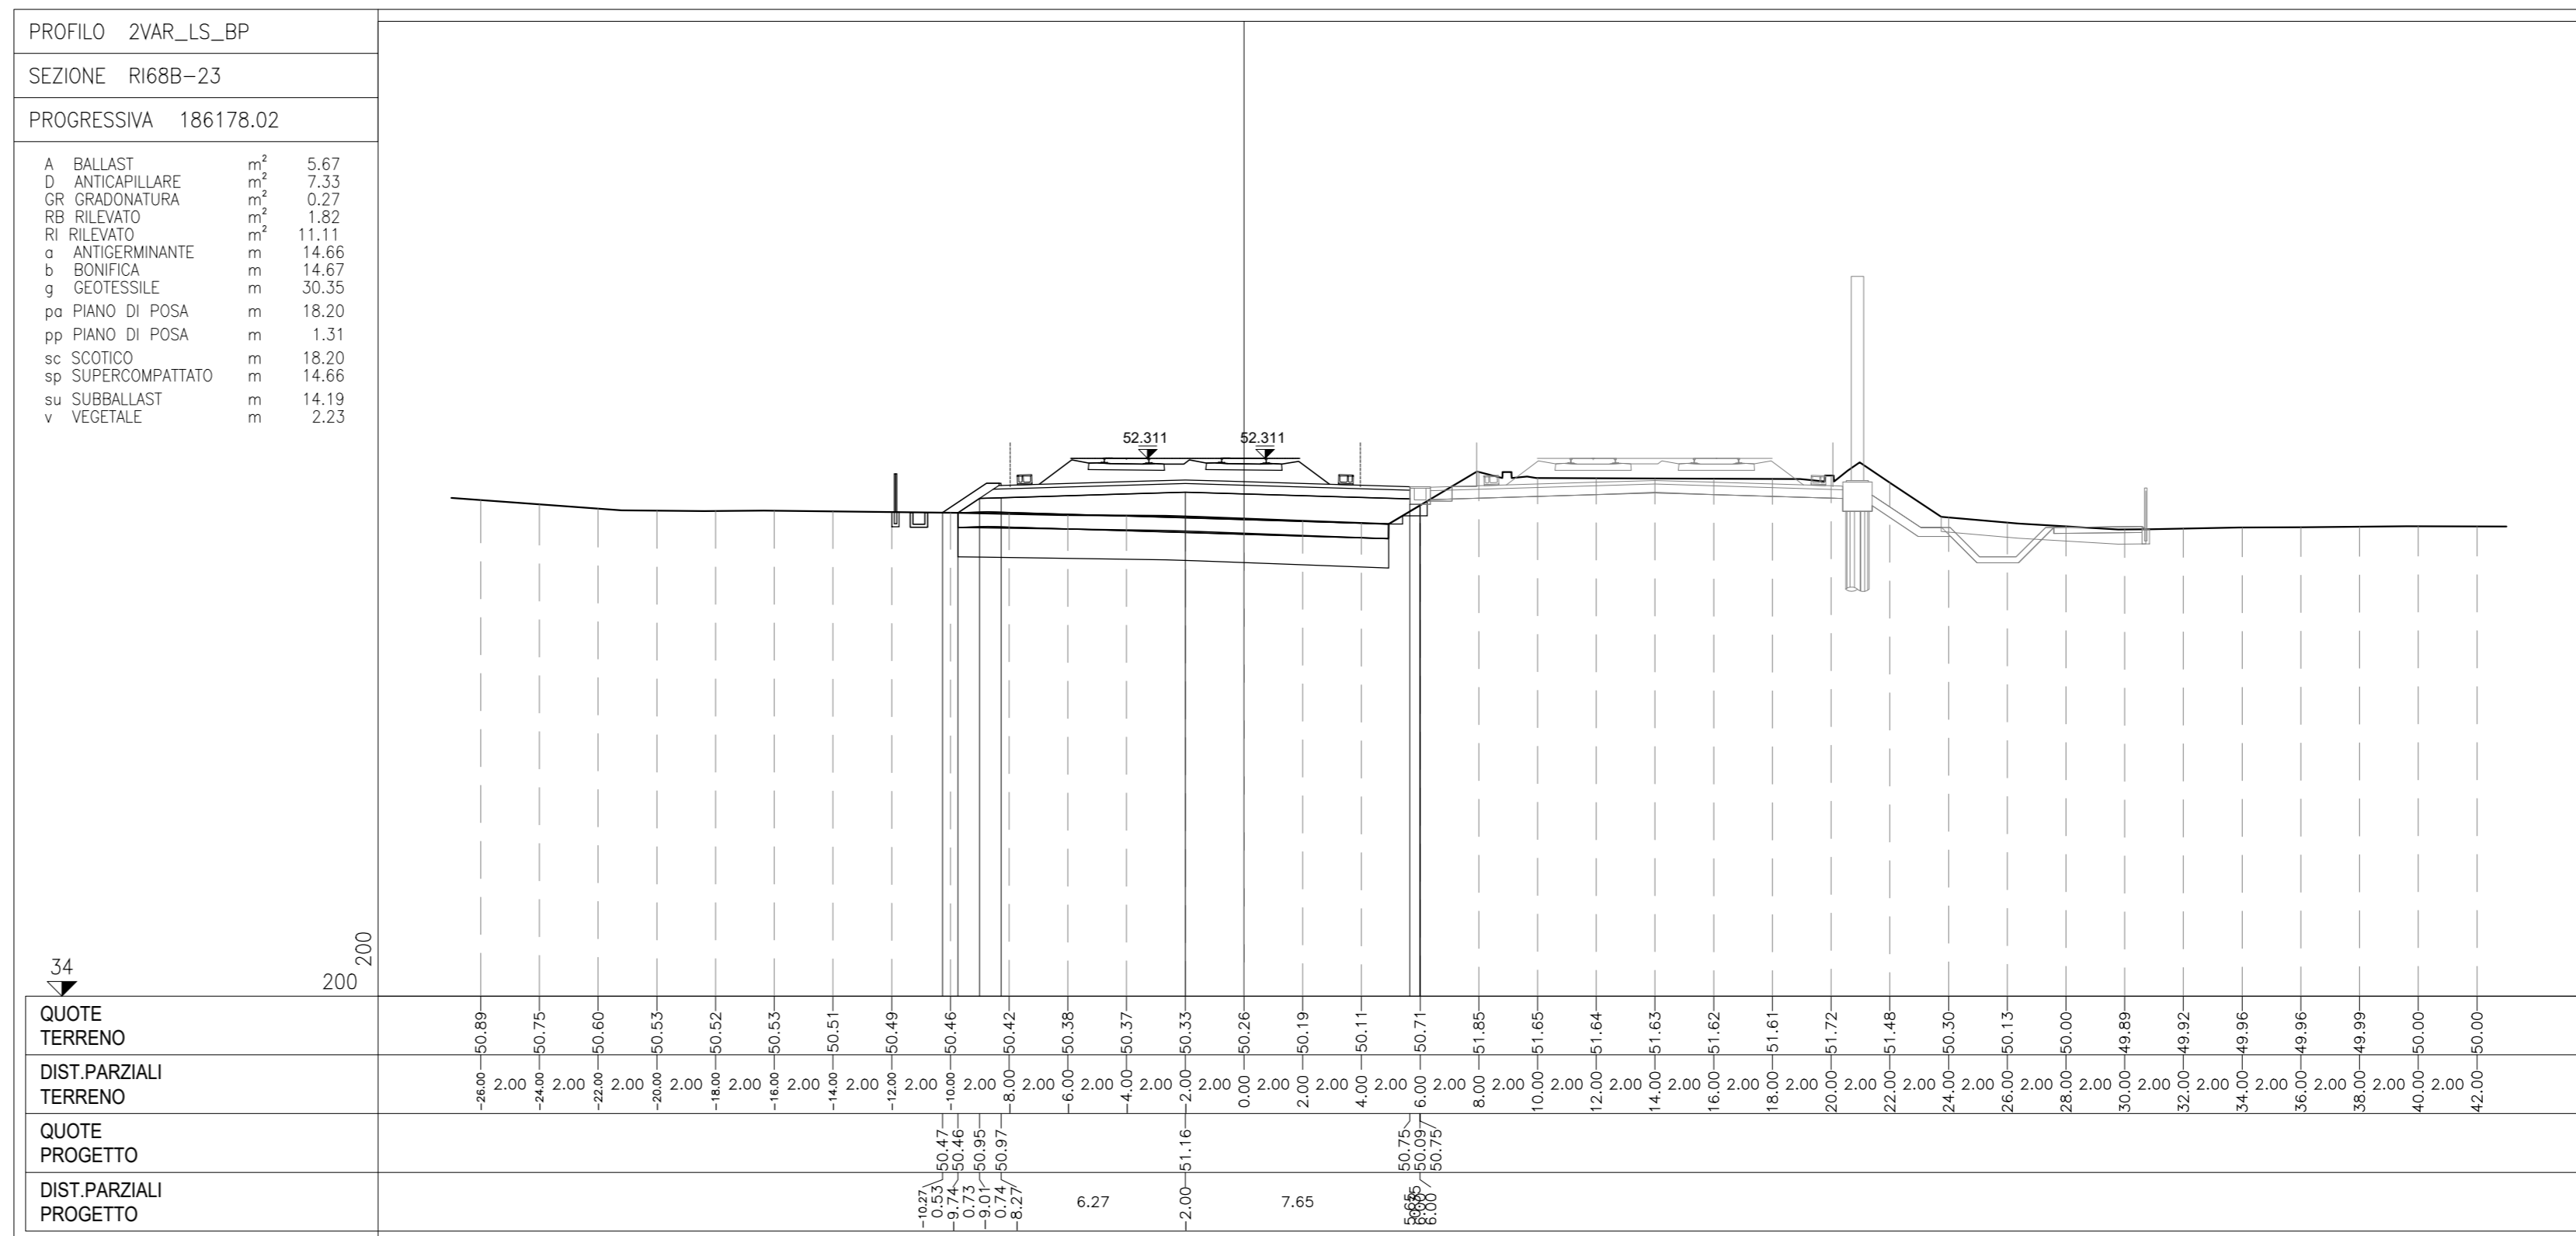 PROFILO 2VAR_LS_BP
SEZIONE RI68B-23
PROGRESSIVA 186178.02
A BALLAST m² 5.67
D ANTICAPILLARE m² 7.33
GR GRADONATURA m² 0.27
RB RILEVATO m² 1.82
RI RILEVATO m² 11.11
a ANTIGERMINANTE m 14.66
b BONIFICA m 14.67
g GEOTESSILE m 30.35
pa PIANO DI POSA m 18.20
pp PIANO DI POSA m 1.31
sc SCOTICO m 18.20
sp SUPERCOMPATTATO m 14.66
su SUBBALLAST m 14.19
v VEGETALE m 2.23
52.311 52.311
200
34
200
QUOTE
TERRENO
50.89 50.75 50.60 50.53 50.52 50.53 50.51 50.49 50.46 50.42 50.38 50.37 50.33 50.26 50.19 50.11 50.71 51.85 51.65 51.64 51.63 51.62 51.61 51.72 51.48 50.30 50.13 50.00 49.89 49.92 49.96 49.96 49.99 50.00 50.00
DIST.PARZIALI
TERRENO
-26.00 2.00 -24.00 2.00 -22.00 2.00 -20.00 2.00 -18.00 2.00 -16.00 2.00 -14.00 2.00 -12.00 2.00 -10.00 2.00 -8.00 2.00 -6.00 2.00 -4.00 2.00 -2.00 2.00 0.00 2.00 2.00 2.00 4.00 2.00 6.00 2.00 8.00 2.00 10.00 2.00 12.00 2.00 14.00 2.00 16.00 2.00 18.00 2.00 20.00 2.00 22.00 2.00 24.00 2.00 26.00 2.00 28.00 2.00 30.00 2.00 32.00 2.00 34.00 2.00 36.00 2.00 38.00 2.00 40.00 2.00 42.00
QUOTE
PROGETTO
50.47 50.46 50.95 50.97 51.16 50.75 50.09 50.75
DIST.PARZIALI
PROGETTO
-10.27 0.53 -9.74 0.73 -9.01 0.74 -8.27 6.27 -2.00 7.65 5.65 6.00